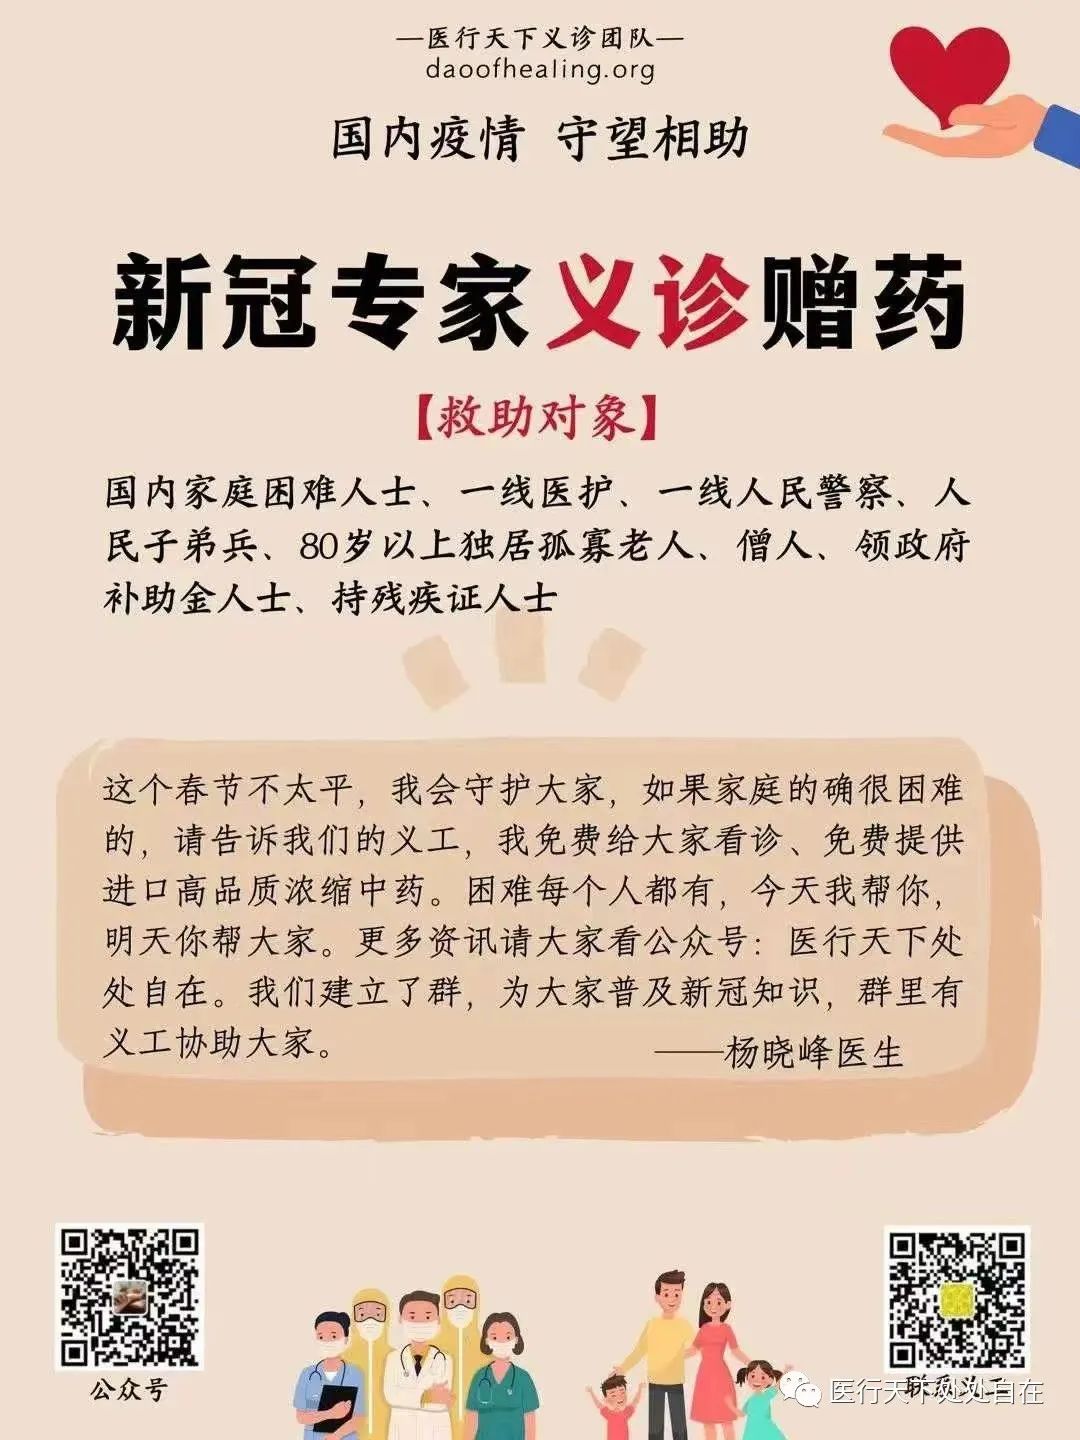 —医行天下义诊团队—
daoofhealing.org
国内疫情 守望相助
新冠专家义诊赠药
【救助对象】
国内家庭困难人士、一线医护、一线人民警察、人
民子弟兵、80岁以上独居孤寡老人、僧人、领政府
补助金人士、持残疾证人士
这个春节不太平，我会守护大家，如果家庭的确很困难
的，请告诉我们的义工，我免费给大家看诊、免费提供
进口高品质浓缩中药。困难每个人都有，今天我帮你，
明天你帮大家。更多资讯请大家看公众号：医行天下处
处自在。我们建立了群，为大家普及新冠知识，群里有
义工协助大家。
——杨晓峰医生
公众号
医行天下处处自在